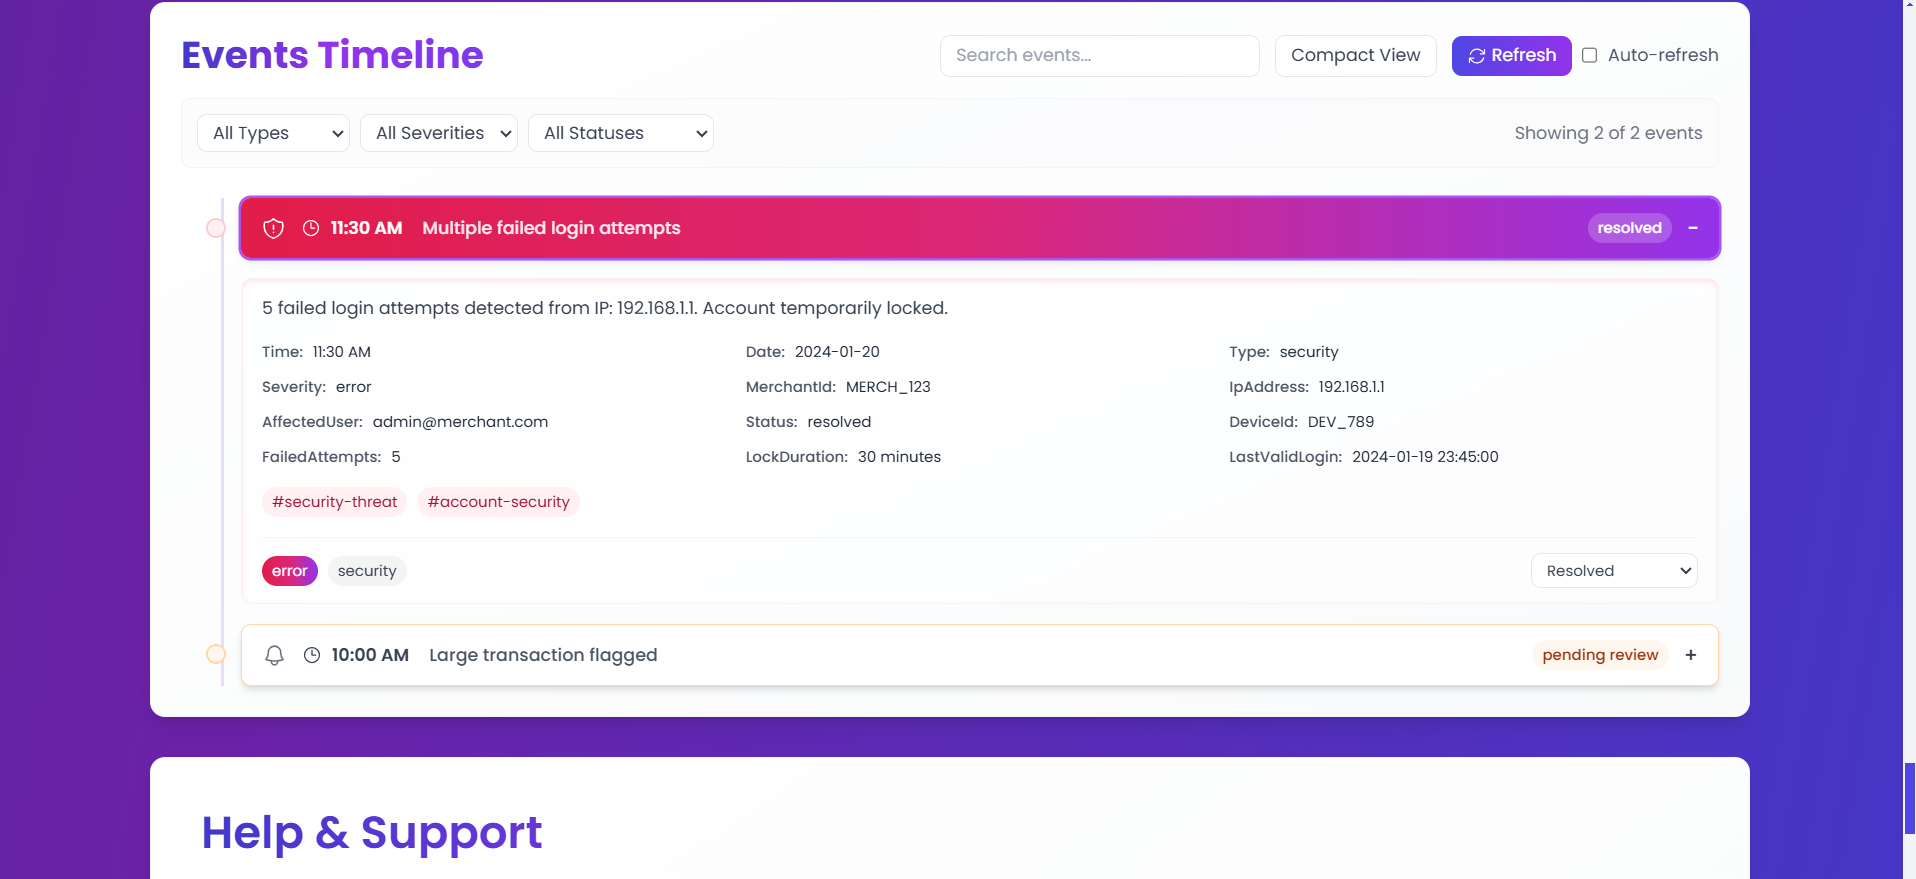 Events Timeline
Search events...
Compact View
Refresh
Auto-refresh
All Types
All Severities
All Statuses
Showing 2 of 2 events
11:30 AM Multiple failed login attempts
resolved −
5 failed login attempts detected from IP: 192.168.1.1. Account temporarily locked.
Time: 11:30 AM
Date: 2024-01-20
Type: security
Severity: error
MerchantId: MERCH_123
IpAddress: 192.168.1.1
AffectedUser: admin@merchant.com
Status: resolved
DeviceId: DEV_789
FailedAttempts: 5
LockDuration: 30 minutes
LastValidLogin: 2024-01-19 23:45:00
#security-threat #account-security
error security
Resolved
10:00 AM Large transaction flagged
pending review +
Help & Support